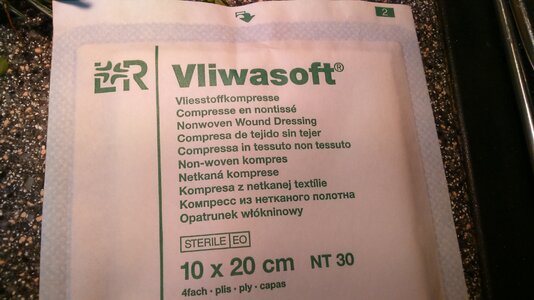 2
L&R
Vliwasoft®
Vliesstoffkompresse
Compresse en nontissé
Nonwoven Wound Dressing
Compresa de tejido sin tejer
Compressa in tessuto non tessuto
Non-woven kompres
Netkaná komprese
Kompresa z netkanej textílie
Компресс из нетканого полотна
Opatrunek włókninowy
STERILE EO
10 x 20 cm NT 30
4fach · plis · ply · capas